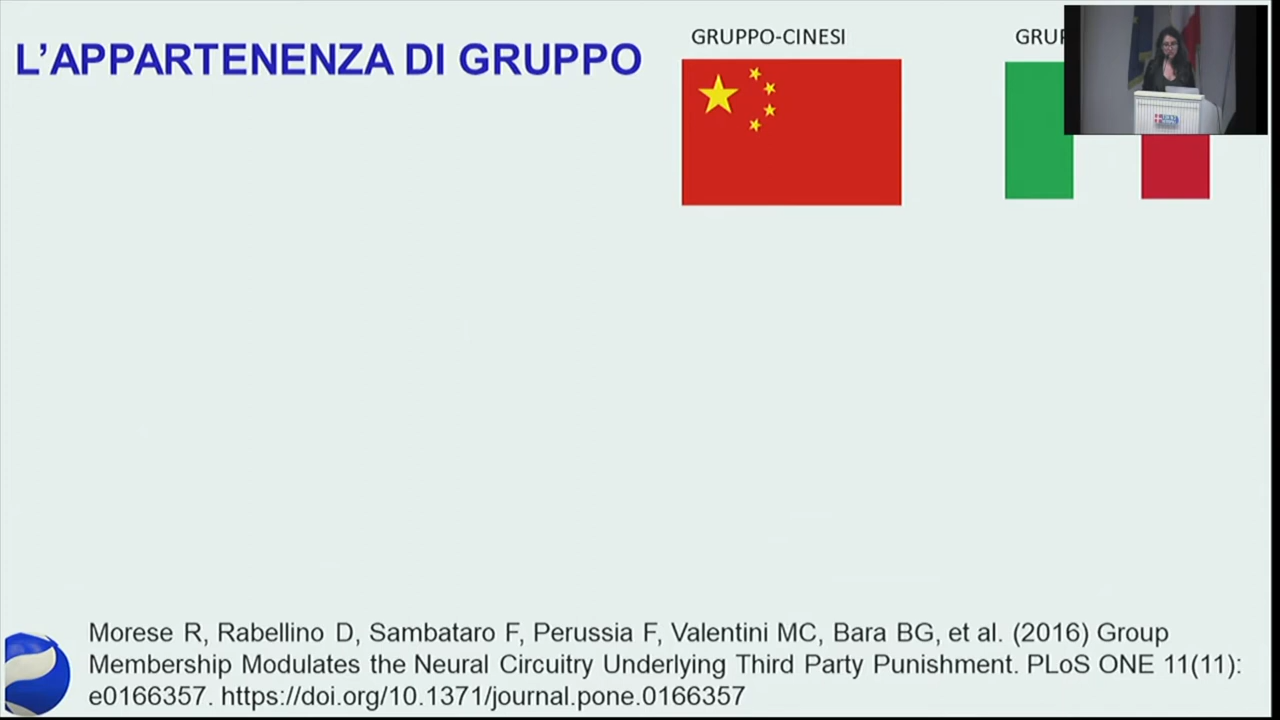 L'APPARTENENZA DI GRUPPO
GRUPPO-CINESI
Morese R, Rabellino D, Sambataro F, Perussia F, Valentini MC, Bara BG, et al. (2016) Group
Membership Modulates the Neural Circuitry Underlying Third Party Punishment. PLoS ONE 11(11):
e0166357. https://doi.org/10.1371/journal.pone.0166357